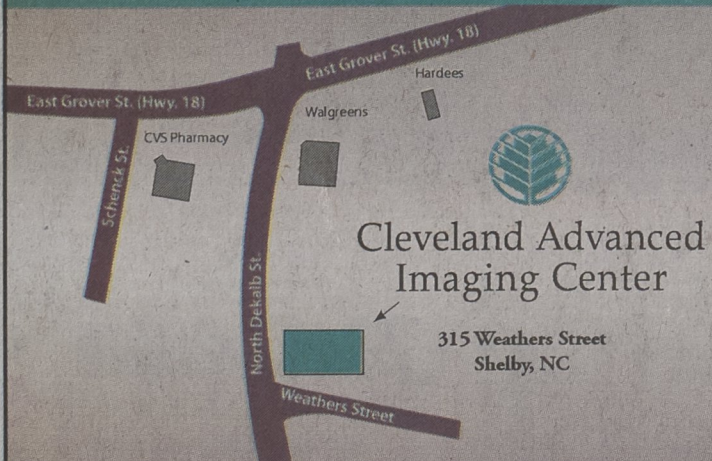 East Grover St. (Hwy. 18)
Hardees
East Grover St. (Hwy. 18)
Walgreens
CVS Pharmacy
Schenck St.
Cleveland Advanced
Imaging Center
North Dekalb St.
315 Weathers Street
Shelby, NC
Weathers Street